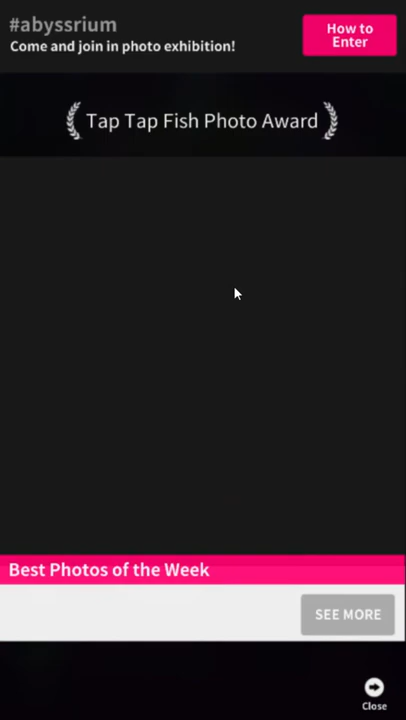 #abyssrium
Come and join in photo exhibition!
How to
Enter
Tap Tap Fish Photo Award
Best Photos of the Week
SEE MORE
Close